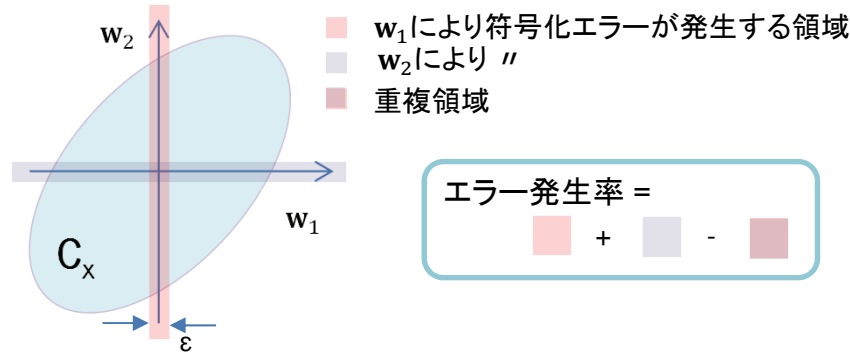 w₂
w₁により符号化エラーが発生する領域
w₂により 〃
重複領域
エラー発生率 =
+ -
w₁
Cₓ
ε